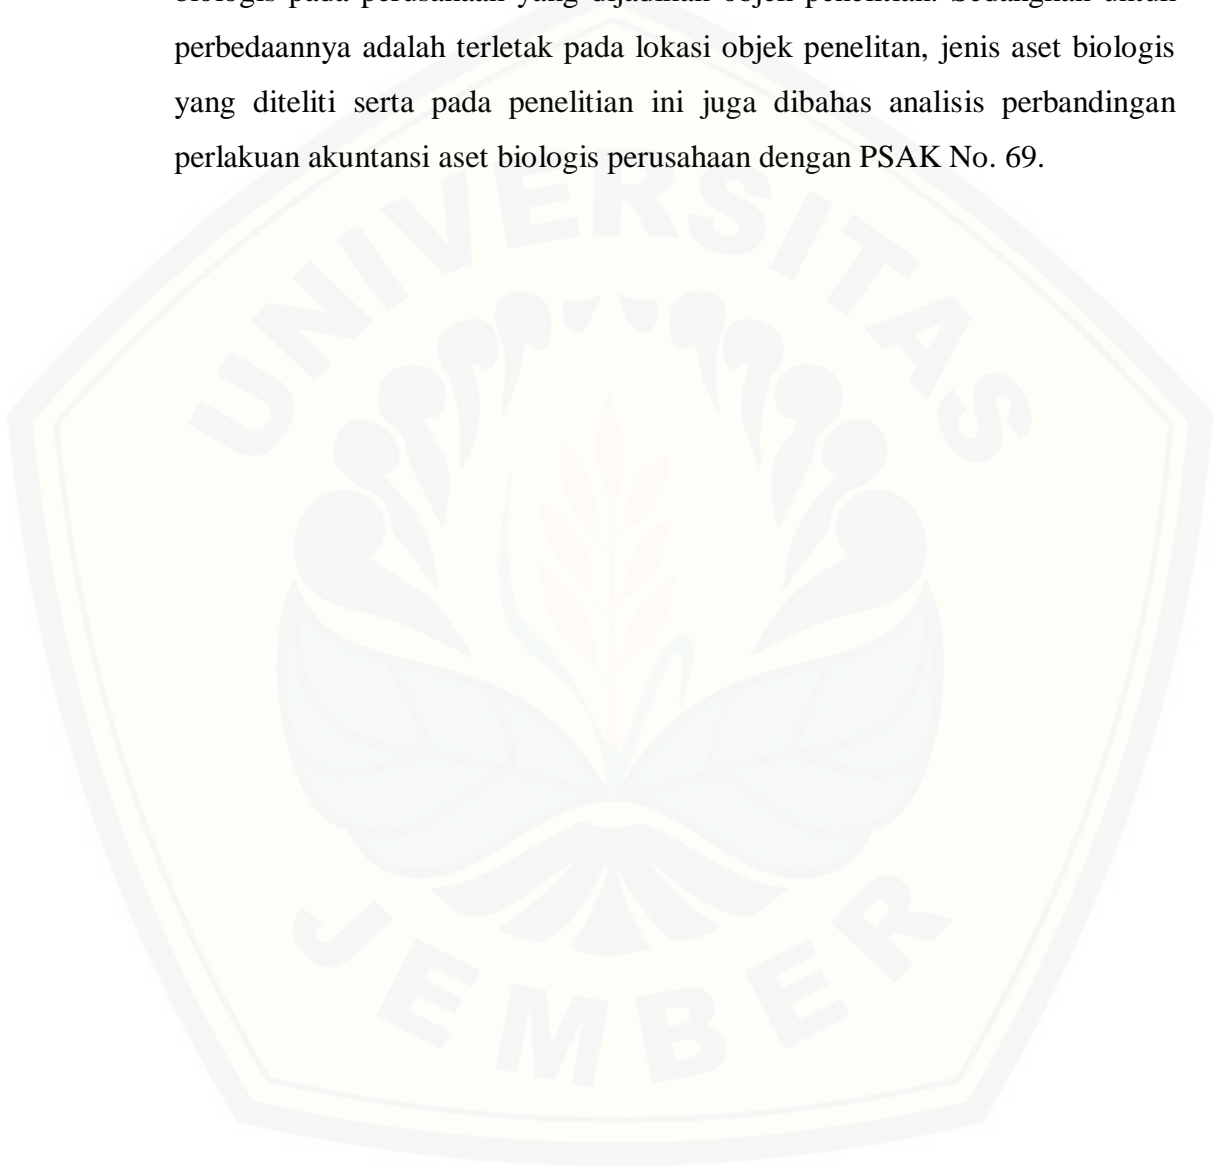 biologis pada perusahaan yang dijadikan objek penelitian. Sedangkan untuk
perbedaannya adalah terletak pada lokasi objek penelitan, jenis aset biologis
yang diteliti serta pada penelitian ini juga dibahas analisis perbandingan
perlakuan akuntansi aset biologis perusahaan dengan PSAK No. 69.
UNIVERSITAS
JEMBER